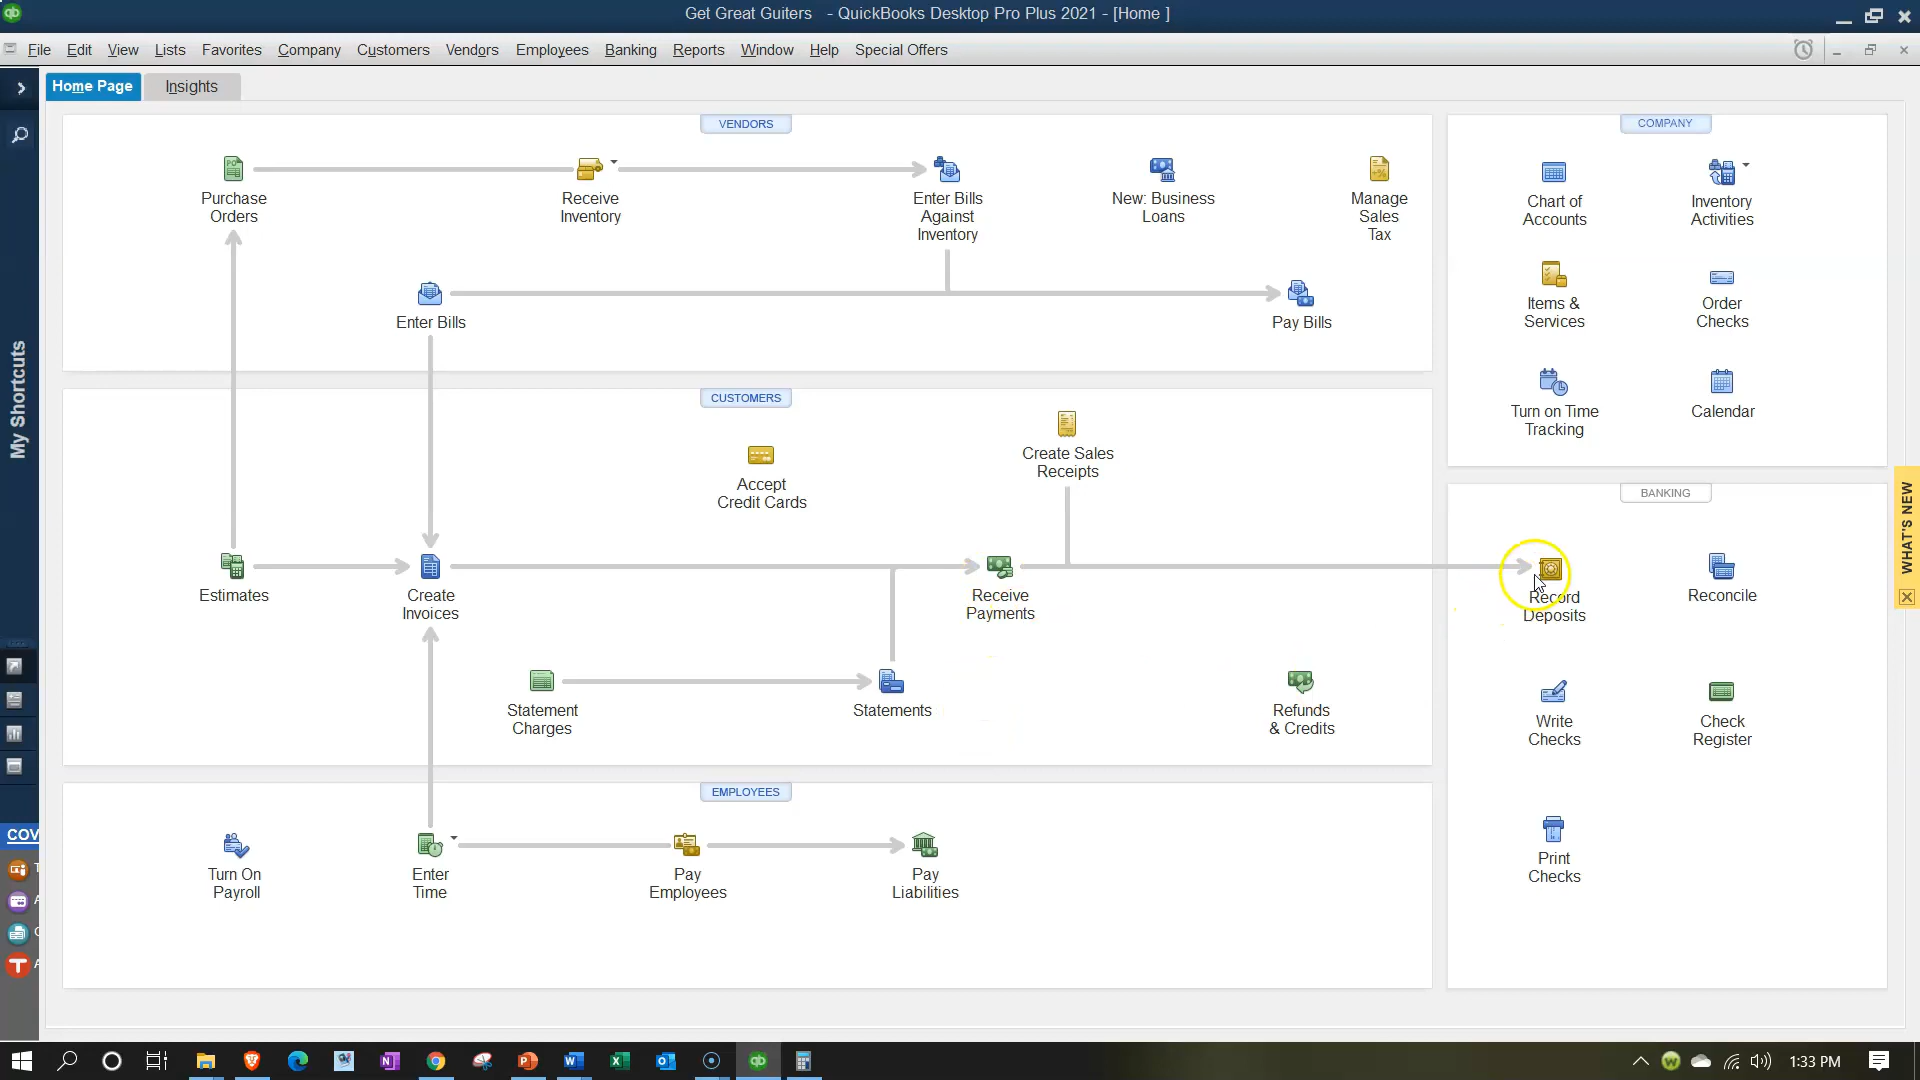 Get Great Guiters - QuickBooks Desktop Pro Plus 2021 - [Home ]
File Edit View Lists Favorites Company Customers Vendors Employees Banking Reports Window Help Special Offers
Home Page Insights
VENDORS
Purchase
Orders
Receive
Inventory
Enter Bills
Against
Inventory
New: Business
Loans
Manage
Sales
Tax
Enter Bills
Pay Bills
CUSTOMERS
Accept
Credit Cards
Create Sales
Receipts
Estimates
Create
Invoices
Receive
Payments
Statement
Charges
Statements
Refunds
& Credits
EMPLOYEES
Turn On
Payroll
Enter
Time
Pay
Employees
Pay
Liabilities
COMPANY
Chart of
Accounts
Inventory
Activities
Items &
Services
Order
Checks
Turn on Time
Tracking
Calendar
BANKING
Record
Deposits
Reconcile
Write
Checks
Check
Register
Print
Checks
My Shortcuts
COV
WHAT'S NEW
1:33 PM